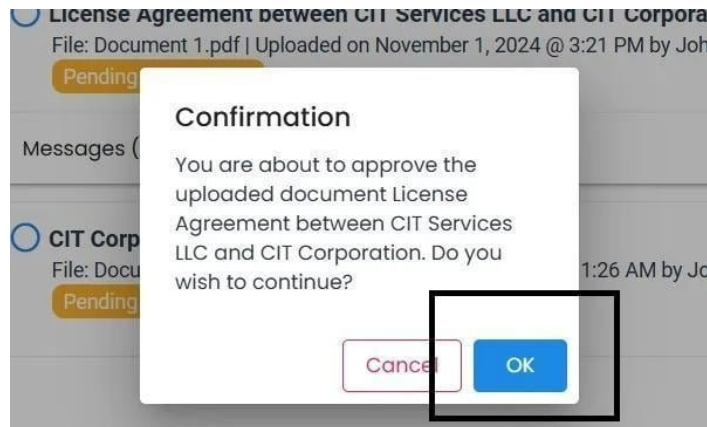 License Agreement between CIT Services LLC and CIT Corpora
File: Document 1.pdf | Uploaded on November 1, 2024 @ 3:21 PM by Joh
Pending
Confirmation
Messages (
You are about to approve the
uploaded document License
Agreement between CIT Services
LLC and CIT Corporation. Do you
wish to continue?
CIT Corp
File: Docu 1:26 AM by Jo
Pending
Cancel OK